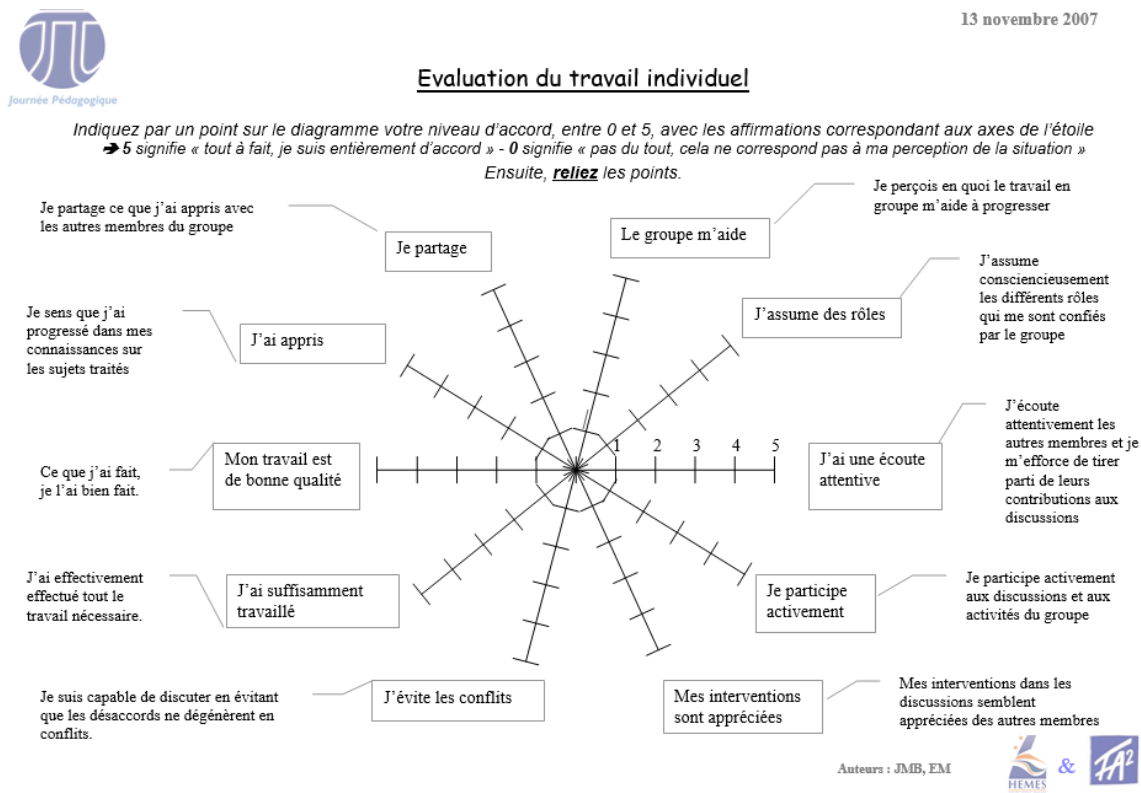 13 novembre 2007
Journée Pédagogique
Evaluation du travail individuel
Indiquez par un point sur le diagramme votre niveau d’accord, entre 0 et 5, avec les affirmations correspondant aux axes de l’étoile
➔ 5 signifie « tout à fait, je suis entièrement d’accord » - 0 signifie « pas du tout, cela ne correspond pas à ma perception de la situation »
Ensuite, reliez les points.
Je partage ce que j’ai appris avec
les autres membres du groupe
Je partage
Le groupe m’aide
Je perçois en quoi le travail en
groupe m’aide à progresser
J’assume des rôles
J’assume
consciencieusement
les différents rôles
qui me sont confiés
par le groupe
Je sens que j’ai
progressé dans mes
connaissances sur
les sujets traités
J’ai appris
Ce que j’ai fait,
je l’ai bien fait.
Mon travail est
de bonne qualité
1 2 3 4 5
J’ai une écoute
attentive
J’écoute
attentivement les
autres membres et je
m’efforce de tirer
parti de leurs
contributions aux
discussions
J’ai effectivement
effectué tout le
travail nécessaire.
J’ai suffisamment
travaillé
Je participe
activement
Je participe activement
aux discussions et aux
activités du groupe
Je suis capable de discuter en évitant
que les désaccords ne dégénèrent en
conflits.
J’évite les conflits
Mes interventions
sont appréciées
Mes interventions dans les
discussions semblent
appréciées des autres membres
Auteurs : JMB, EM
HEMES
&
FA²